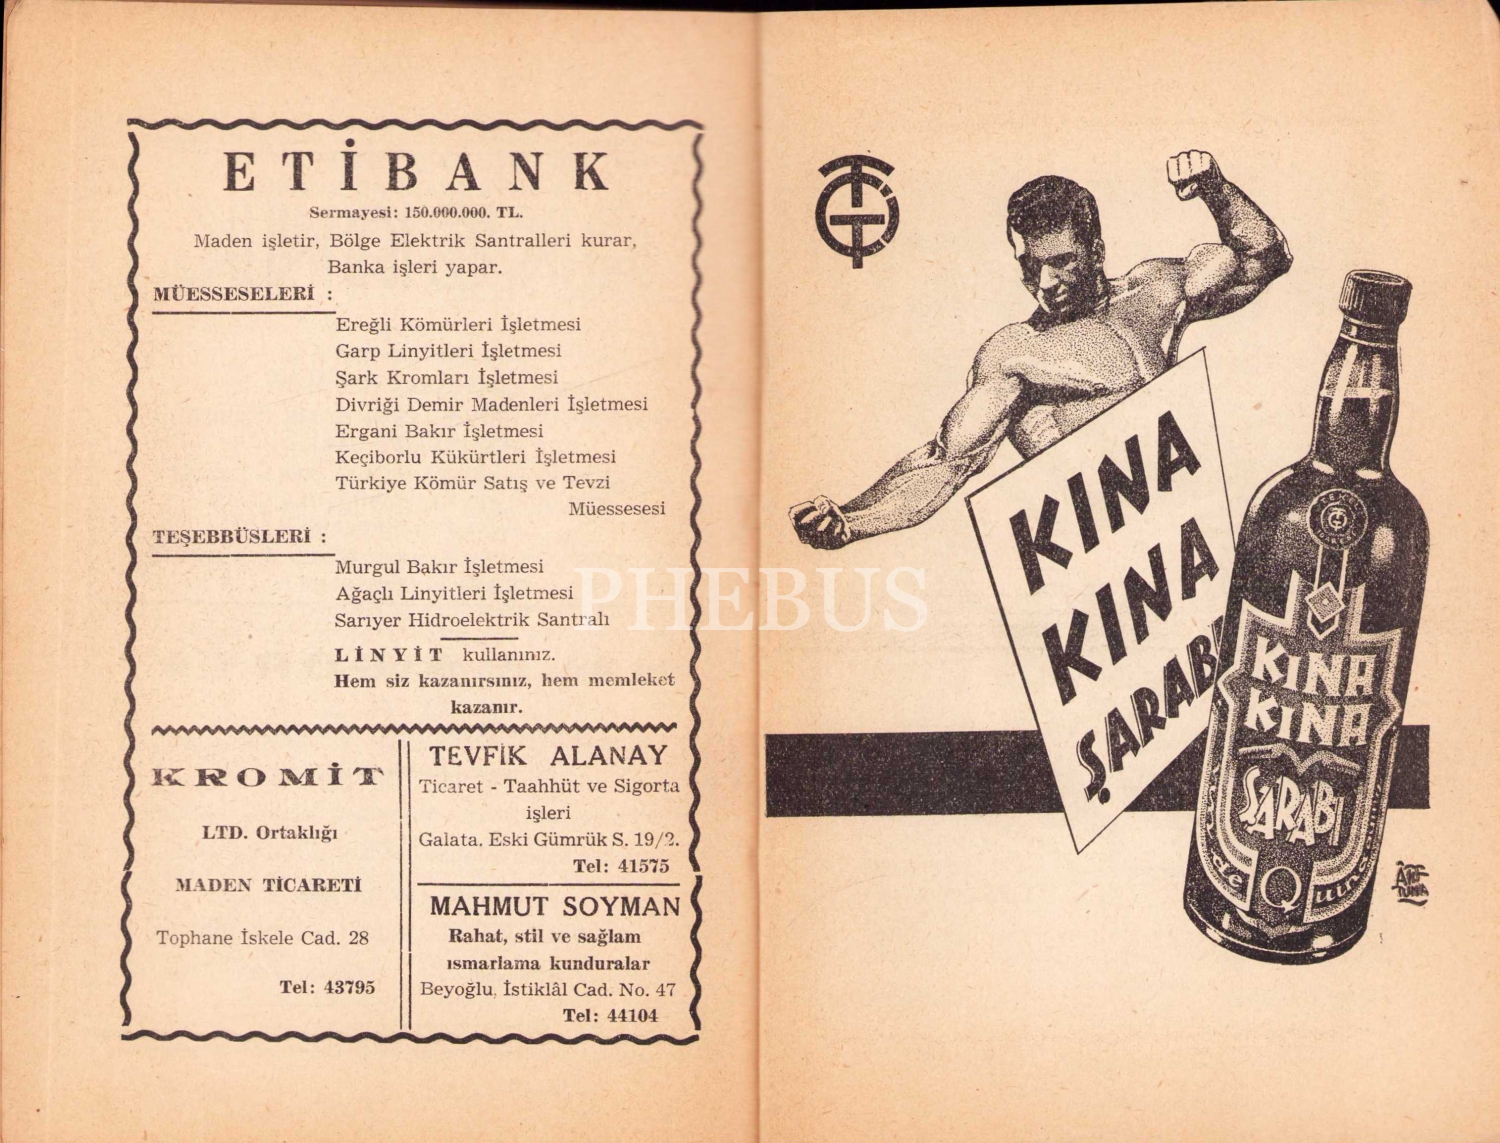 ETİBANK
Sermayesi: 150.000.000. TL.
Maden işletir, Bölge Elektrik Santralleri kurar,
Banka işleri yapar.
MÜESSESELERİ :
Ereğli Kömürleri İşletmesi
Garp Linyitleri İşletmesi
Şark Kromları İşletmesi
Divriği Demir Madenleri İşletmesi
Ergani Bakır İşletmesi
Keçiborlu Kükürtleri İşletmesi
Türkiye Kömür Satış ve Tevzi
Müessesesi
TEŞEBBÜSLERİ :
Murgul Bakır İşletmesi
Ağaçlı Linyitleri İşletmesi
Sarıyer Hidroelektrik Santralı
LİNYİT kullanınız.
Hem siz kazanırsınız, hem memleket
kazanır.
KROMİT
LTD. Ortaklığı
MADEN TİCARETİ
Tophane İskele Cad. 28
Tel: 43795
TEVFİK ALANAY
Ticaret - Taahhüt ve Sigorta
işleri
Galata. Eski Gümrük S. 19/2.
Tel: 41575
MAHMUT SOYMAN
Rahat, stil ve sağlam
ısmarlama kunduralar
Beyoğlu, İstiklâl Cad. No. 47
Tel: 44104
PHEBUS
KINA
KINA
ŞARABI
KINA
KINA
ŞARABI
de Quinquina